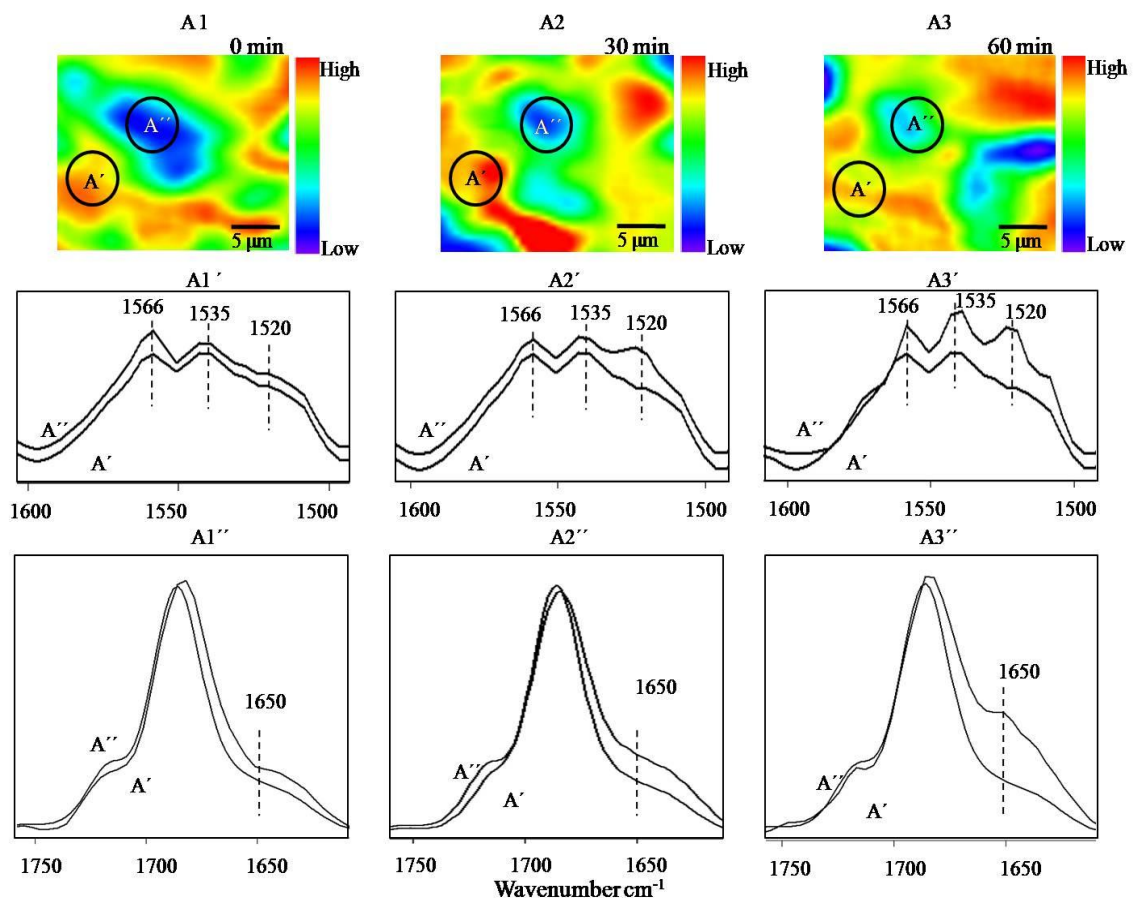 A1 A2 A3
0 min 30 min 60 min
High High High
A´´ A´´ A´´
A´ A´ A´
5 µm 5 µm 5 µm
Low Low Low
A1´ A2´ A3´
1566 1535 1520 1566 1535 1520 1566 1535 1520
A´´ A´´ A´´
A´ A´ A´
1600 1550 1500 1600 1550 1500 1600 1550 1500
A1´´ A2´´ A3´´
1650 1650 1650
A´´ A´´ A´´
A´ A´ A´
1750 1700 1650 1750 1700 1650 1750 1700 1650
Wavenumber cm⁻¹